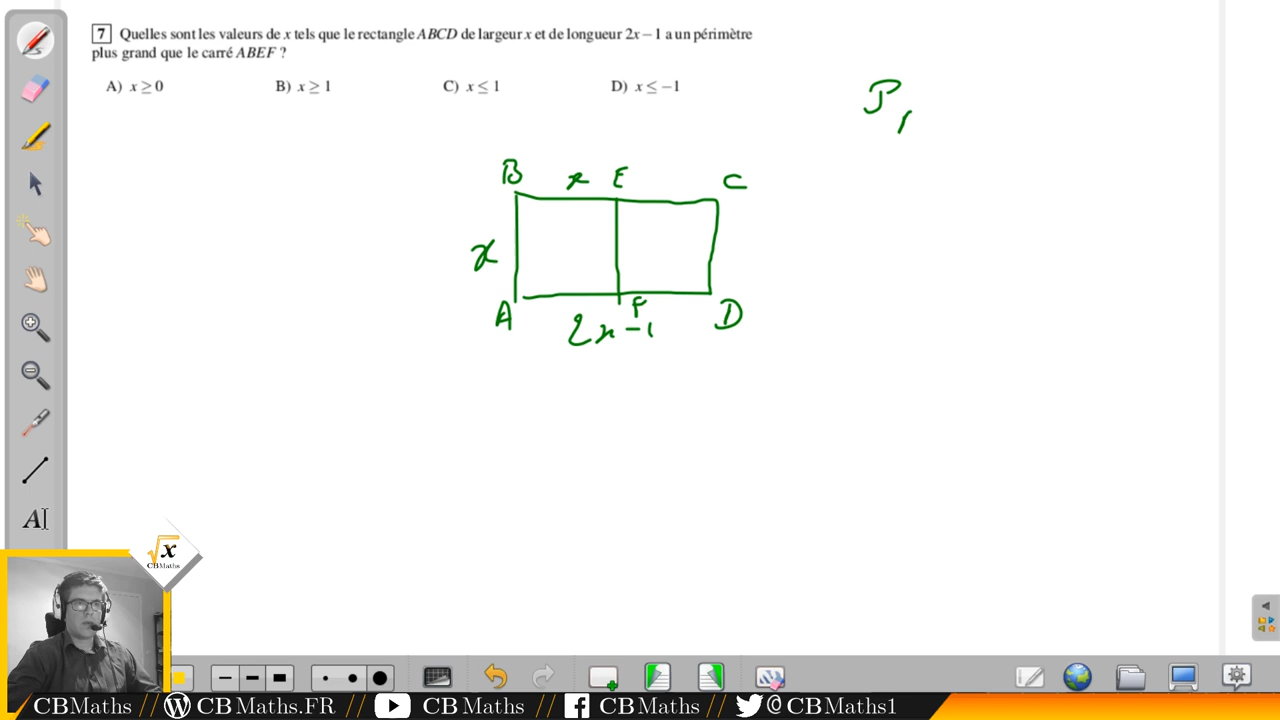 7 Quelles sont les valeurs de x tels que le rectangle ABCD de largeur x et de longueur 2x − 1 a un périmètre
plus grand que le carré ABEF ?
A) x ≥ 0 B) x ≥ 1 C) x ≤ 1 D) x ≤ −1
P₁
B x E C
x
A F D
2x − 1
A
√x
CBMaths
CBMaths CBMaths.FR CBMaths CBMaths @CBMaths1